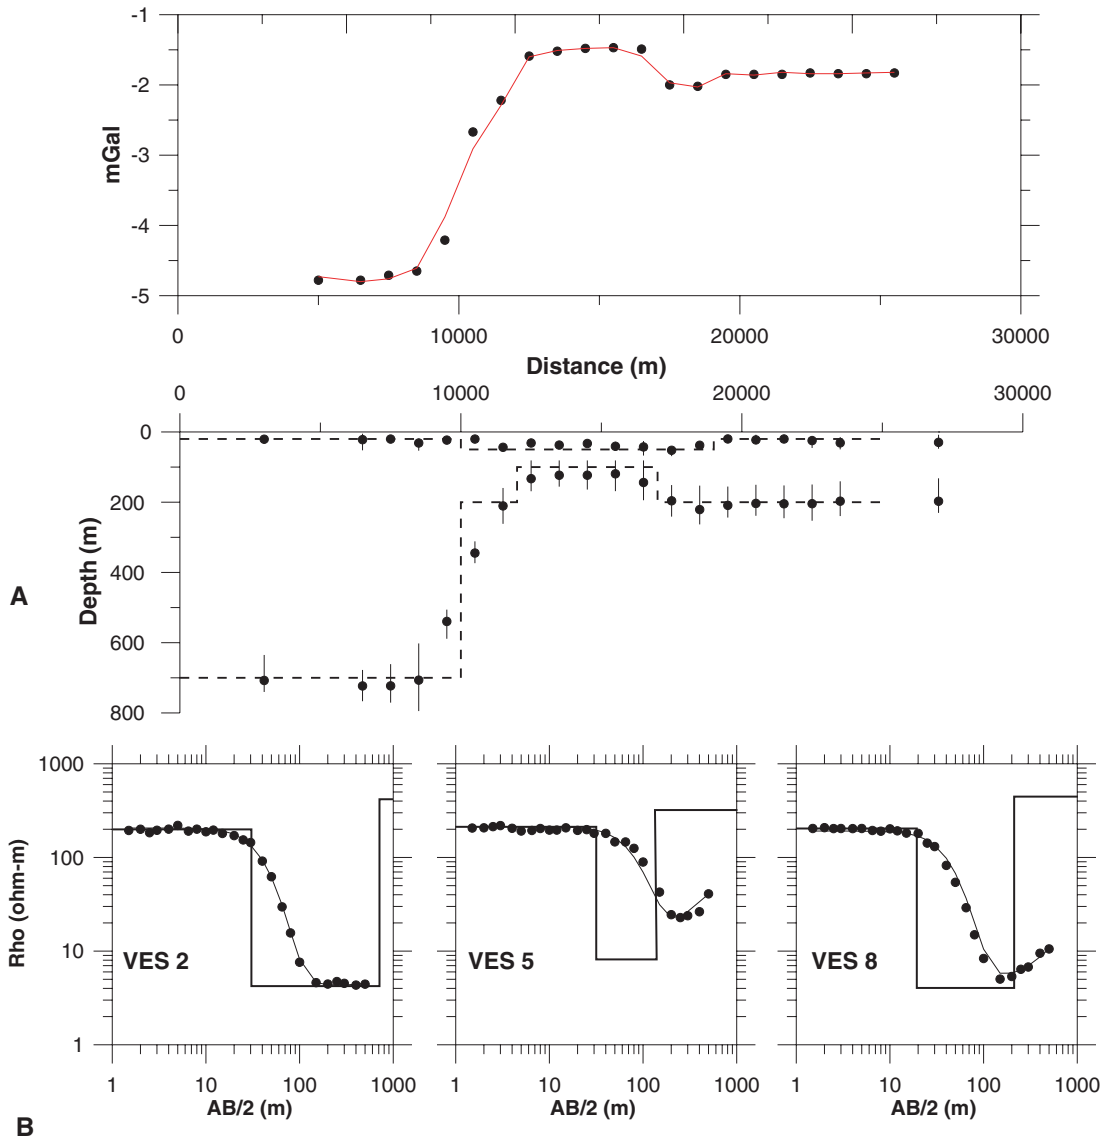 -1
-2
-3
-4
-5
mGal
0 10000 20000 30000
Distance (m)
0 10000 20000 30000
0
200
400
600
800
Depth (m)
A
1000
100
10
1
Rho (ohm-m)
VES 2 VES 5 VES 8
1 10 100 1000 1 10 100 1000 1 10 100 1000
AB/2 (m) AB/2 (m) AB/2 (m)
B